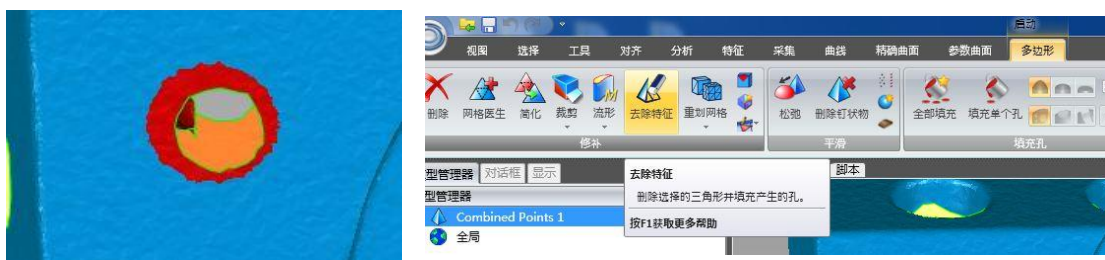 启动
视图 选择 工具 对齐 分析 特征 采集 曲线 精确曲面 参数曲面 多边形
删除 网格医生 简化 裁剪 流形 去除特征 重划网格 松弛 删除钉状物 全部填充 填充单个孔
修补 平滑 填充孔
型管理器 对话框 显示 脚本
型管理器
Combined Points 1
全局
去除特征
删除选择的三角形并填充产生的孔。
按F1获取更多帮助